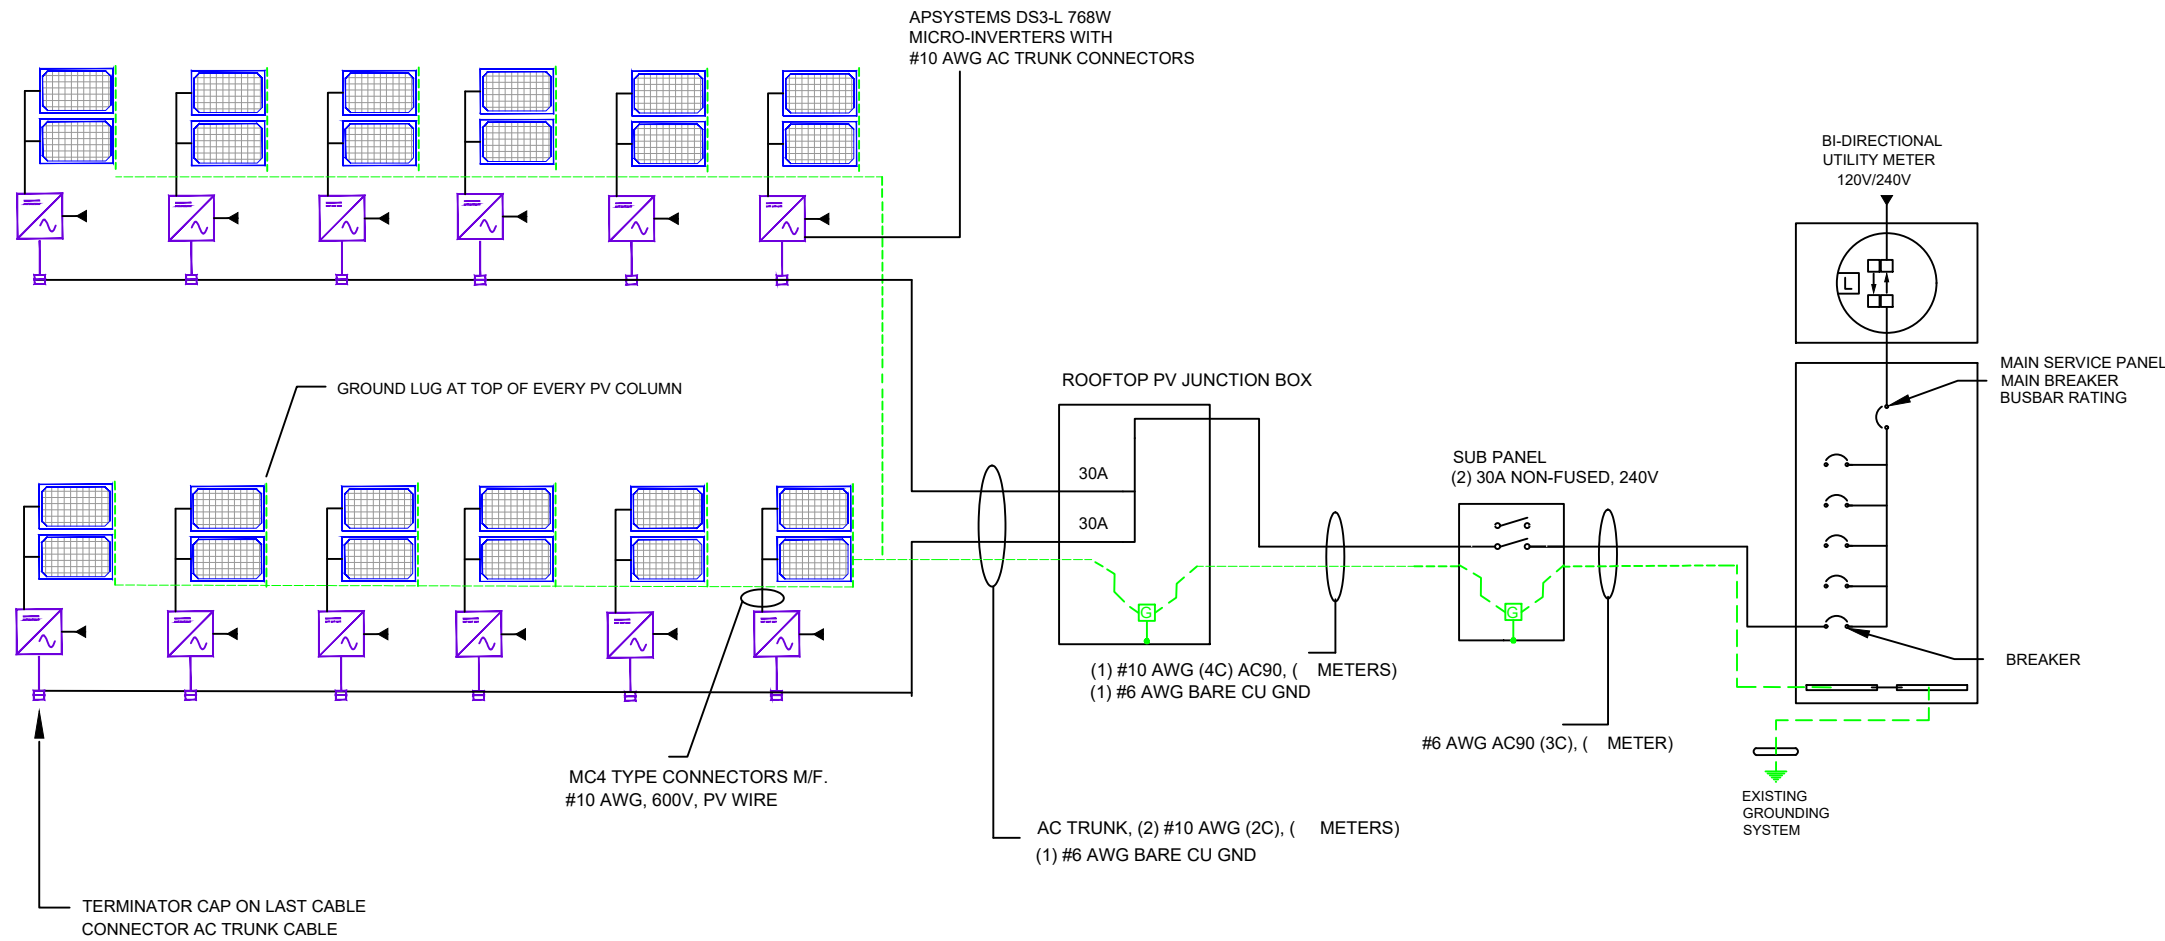 APSYSTEMS DS3-L 768W
MICRO-INVERTERS WITH
#10 AWG AC TRUNK CONNECTORS
BI-DIRECTIONAL
UTILITY METER
120V/240V
L
MAIN SERVICE PANEL
MAIN BREAKER
BUSBAR RATING
GROUND LUG AT TOP OF EVERY PV COLUMN
ROOFTOP PV JUNCTION BOX
30A
30A
SUB PANEL
(2) 30A NON-FUSED, 240V
G
G
(1) #10 AWG (4C) AC90, ( METERS)
(1) #6 AWG BARE CU GND
BREAKER
#6 AWG AC90 (3C), ( METER)
MC4 TYPE CONNECTORS M/F.
#10 AWG, 600V, PV WIRE
EXISTING
GROUNDING
SYSTEM
AC TRUNK, (2) #10 AWG (2C), ( METERS)
(1) #6 AWG BARE CU GND
TERMINATOR CAP ON LAST CABLE
CONNECTOR AC TRUNK CABLE